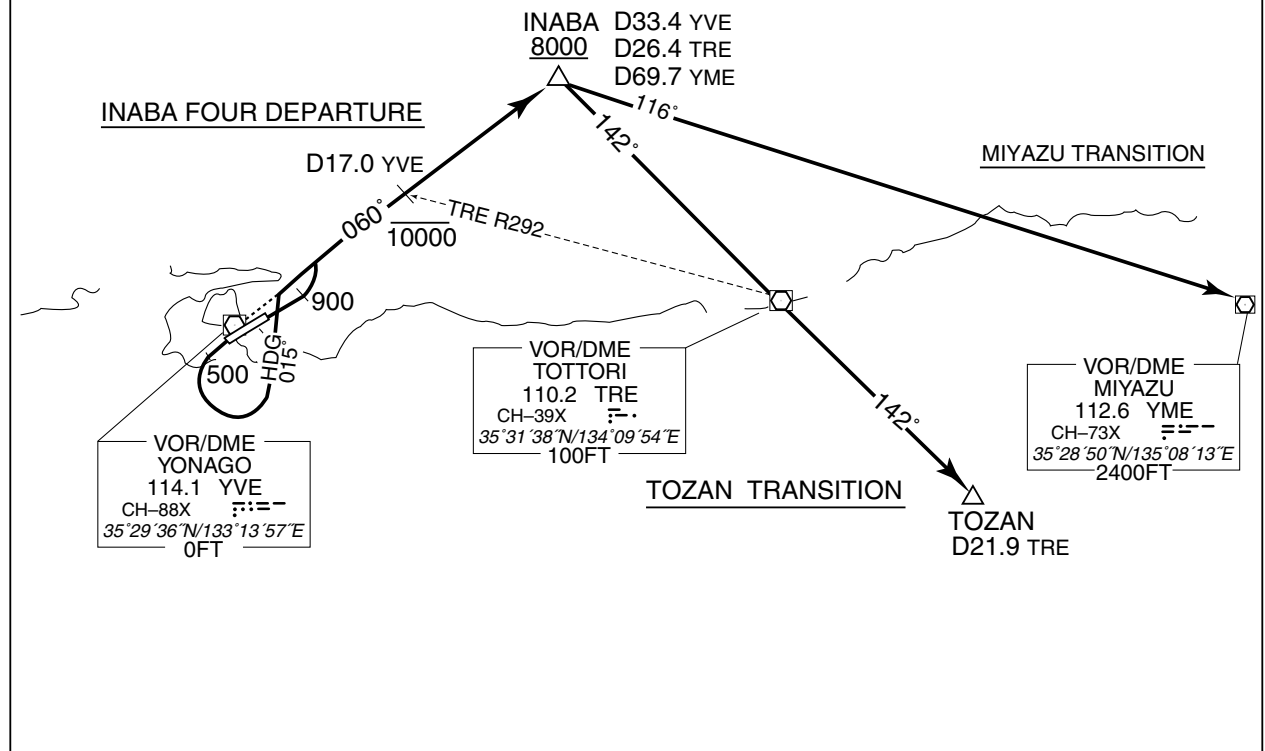 INABA D33.4 YVE
8000 D26.4 TRE
D69.7 YME
INABA FOUR DEPARTURE
116°
142°
MIYAZU TRANSITION
D17.0 YVE
060°
10000
TRE R292
900
500
HDG
015°
VOR/DME
YONAGO
114.1 YVE
CH–88X
35°29´36˝N/133°13´57˝E
0FT
VOR/DME
TOTTORI
110.2 TRE
CH–39X
35°31´38˝N/134°09´54˝E
100FT
VOR/DME
MIYAZU
112.6 YME
CH–73X
35°28´50˝N/135°08´13˝E
2400FT
142°
TOZAN TRANSITION
TOZAN
D21.9 TRE